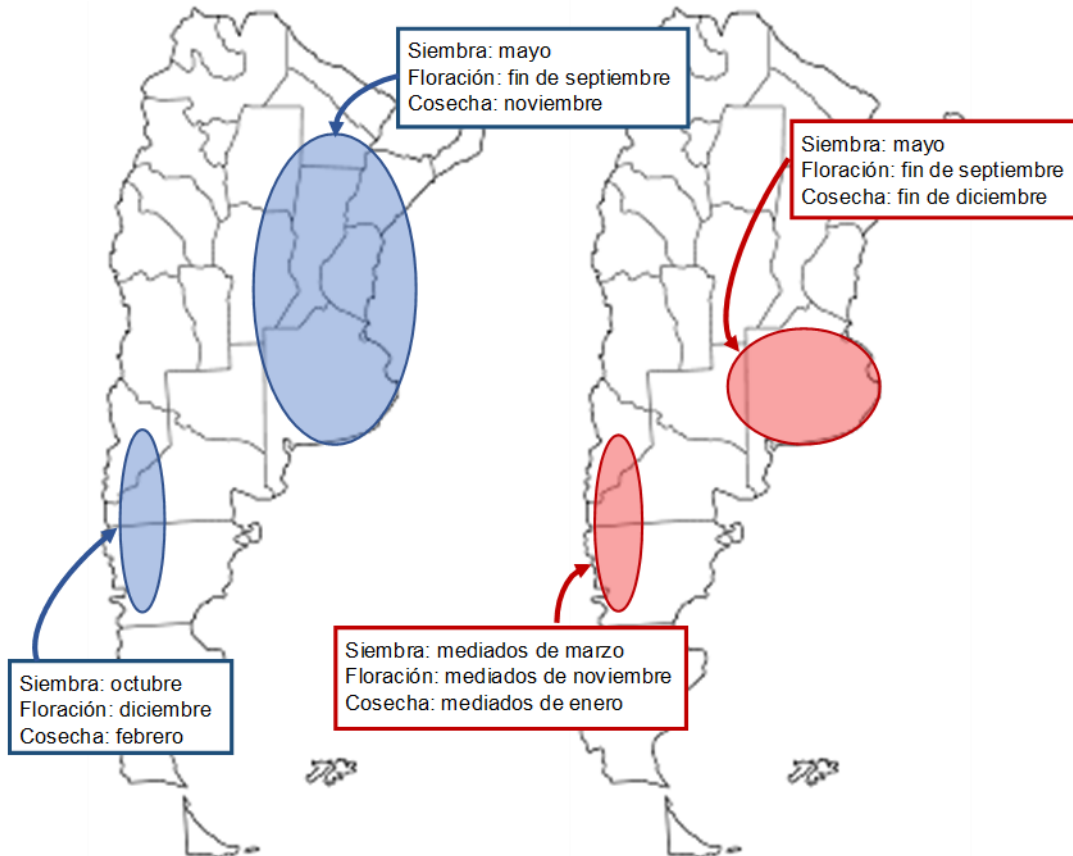 Siembra: mayo
Floración: fin de septiembre
Cosecha: noviembre
Siembra: mayo
Floración: fin de septiembre
Cosecha: fin de diciembre
Siembra: octubre
Floración: diciembre
Cosecha: febrero
Siembra: mediados de marzo
Floración: mediados de noviembre
Cosecha: mediados de enero